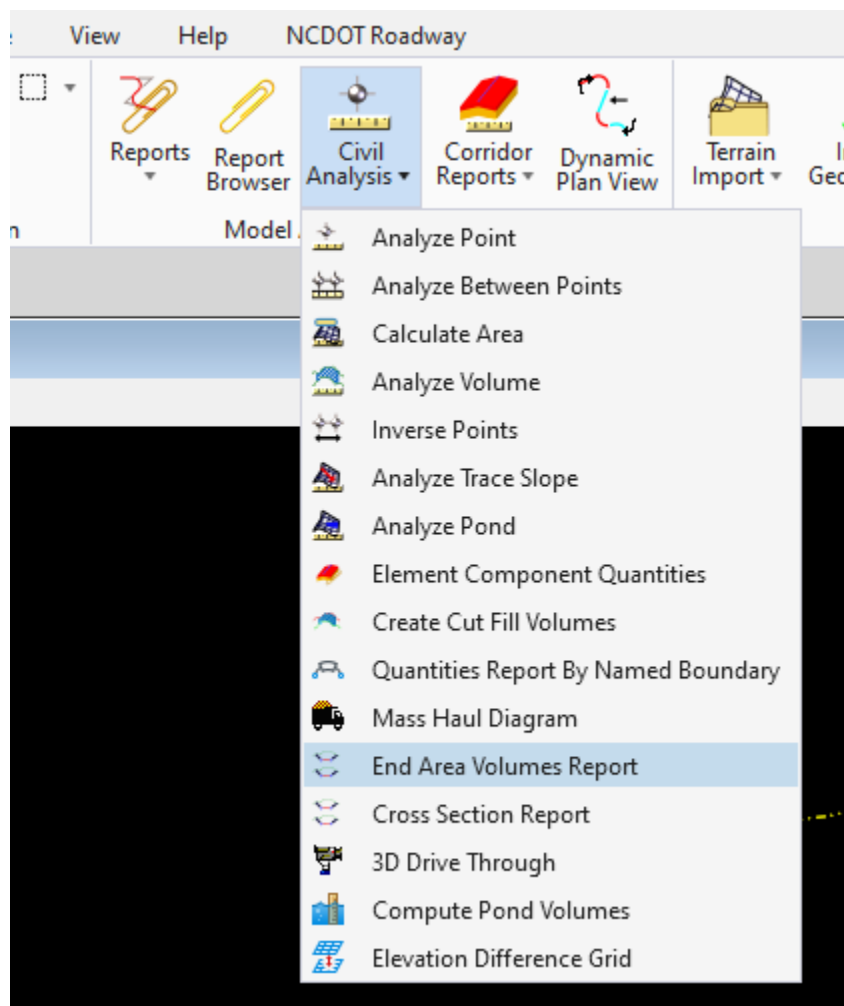 View Help NCDOT Roadway
Reports
Report
Browser
Civil
Analysis
Corridor
Reports
Dynamic
Plan View
Terrain
Import
Model
Analyze Point
Analyze Between Points
Calculate Area
Analyze Volume
Inverse Points
Analyze Trace Slope
Analyze Pond
Element Component Quantities
Create Cut Fill Volumes
Quantities Report By Named Boundary
Mass Haul Diagram
End Area Volumes Report
Cross Section Report
3D Drive Through
Compute Pond Volumes
Elevation Difference Grid